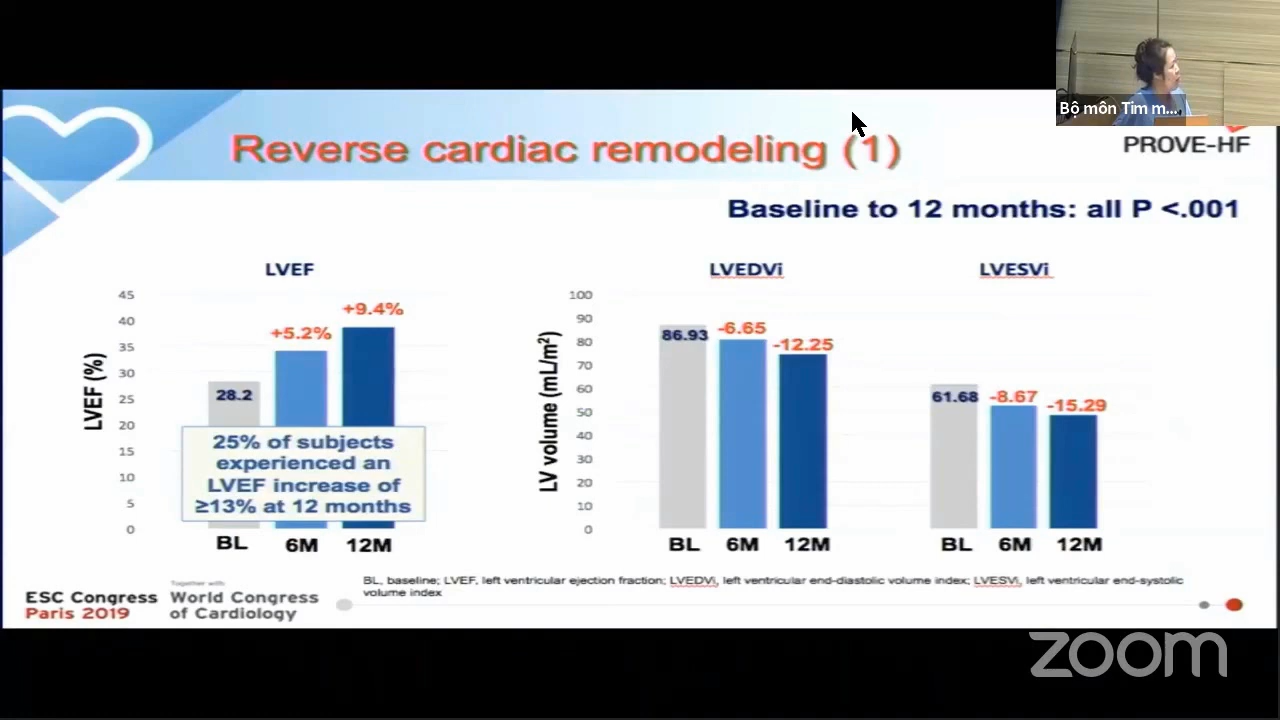 Bộ môn Tim m...
Reverse cardiac remodeling (1)
PROVE-HF
Baseline to 12 months: all P <.001
LVEF
LVEF (%)
45
40
35
30
25
20
15
10
5
0
28.2
+5.2%
+9.4%
25% of subjects
experienced an
LVEF increase of
≥13% at 12 months
BL 6M 12M
LVEDVi
LVESVi
LV volume (mL/m²)
100
90
80
70
60
50
40
30
20
10
0
86.93
-6.65
-12.25
61.68
-8.67
-15.29
BL 6M 12M
BL 6M 12M
BL, baseline; LVEF, left ventricular ejection fraction; LVEDVi, left ventricular end-diastolic volume index; LVESVi, left ventricular end-systolic
volume index
ESC Congress
Paris 2019
Together with
World Congress
of Cardiology
zoom